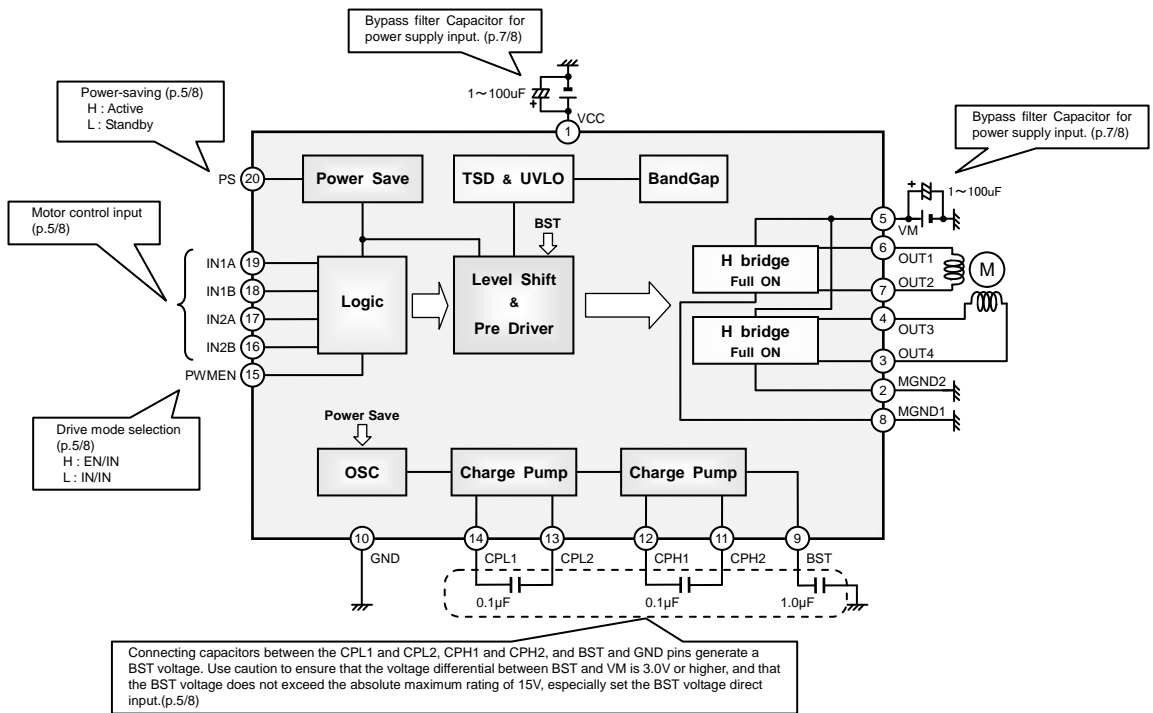 Bypass filter Capacitor for
power supply input. (p.7/8)
Power-saving (p.5/8)
H : Active
L : Standby
1～100uF
+
VCC
1
Bypass filter Capacitor for
power supply input. (p.7/8)
PS
20
Power Save
TSD & UVLO
BandGap
+
1～100uF
Motor control input
(p.5/8)
BST
5
VM
6
OUT1
IN1A
19
IN1B
18
IN2A
17
IN2B
16
PWMEN
15
Logic
Level Shift
&
Pre Driver
H bridge
Full ON
H bridge
Full ON
M
7
OUT2
4
OUT3
3
OUT4
2
MGND2
8
MGND1
Drive mode selection
(p.5/8)
H : EN/IN
L : IN/IN
Power Save
OSC
Charge Pump
Charge Pump
10
GND
14
CPL1
13
CPL2
12
CPH1
11
CPH2
9
BST
0.1µF
0.1µF
1.0µF
Connecting capacitors between the CPL1 and CPL2, CPH1 and CPH2, and BST and GND pins generate a
BST voltage. Use caution to ensure that the voltage differential between BST and VM is 3.0V or higher, and that
the BST voltage does not exceed the absolute maximum rating of 15V, especially set the BST voltage direct
input.(p.5/8)